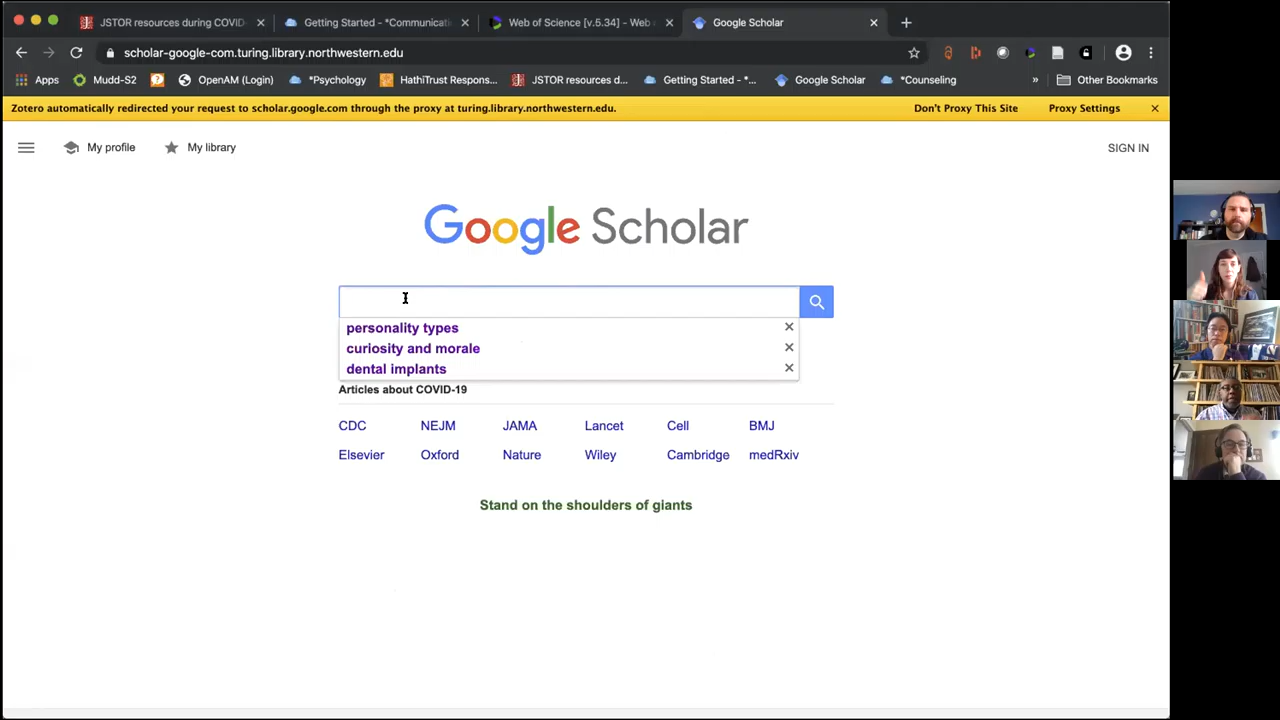 JSTOR resources during COVID-
Getting Started - *Communicati
Web of Science [v.5.34] - Web
Google Scholar
scholar-google-com.turing.library.northwestern.edu
Apps
Mudd-S2
OpenAM (Login)
*Psychology
HathiTrust Respons...
JSTOR resources d...
Getting Started - *...
Google Scholar
*Counseling
»
Other Bookmarks
Zotero automatically redirected your request to scholar.google.com through the proxy at turing.library.northwestern.edu.
Don't Proxy This Site
Proxy Settings
My profile
My library
SIGN IN
Google Scholar
personality types
curiosity and morale
dental implants
Articles about COVID-19
CDC NEJM JAMA Lancet Cell BMJ
Elsevier Oxford Nature Wiley Cambridge medRxiv
Stand on the shoulders of giants